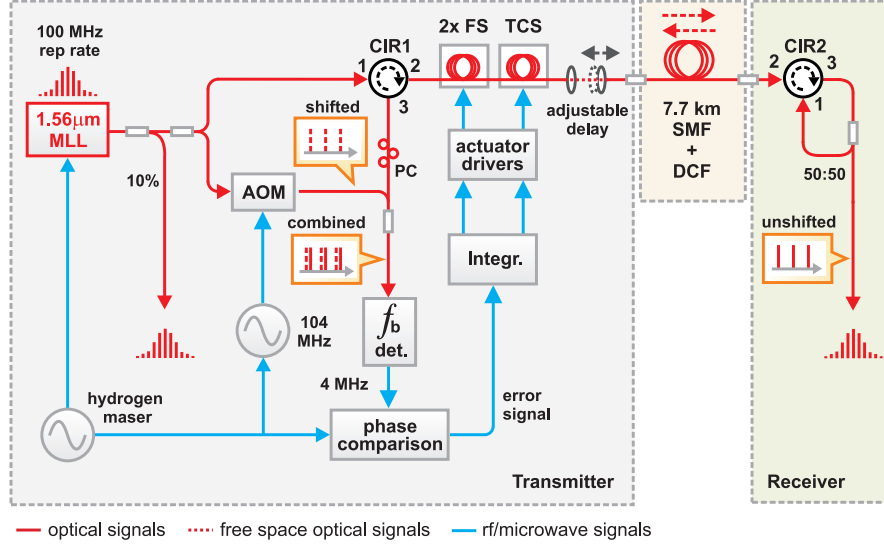 100 MHz
rep rate
1.56μm
MLL
10%
CIR1
1
2
3
shifted
PC
AOM
combined
2x FS
TCS
actuator
drivers
adjustable
delay
Integr.
7.7 km
SMF
+
DCF
CIR2
2
3
1
50:50
unshifted
104
MHz
fb
det.
4 MHz
hydrogen
maser
phase
comparison
error
signal
Transmitter
Receiver
optical signals
free space optical signals
rf/microwave signals